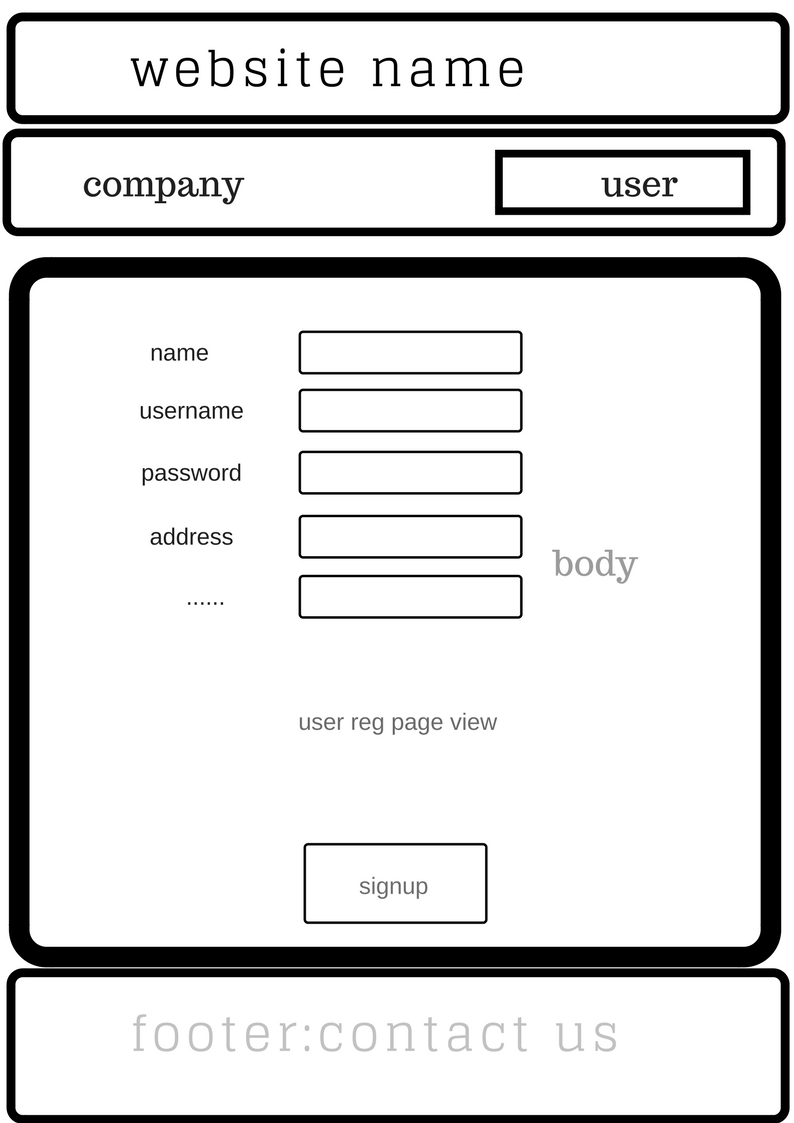 website name
company
user
name
username
password
address
......
body
user reg page view
signup
footer:contact us